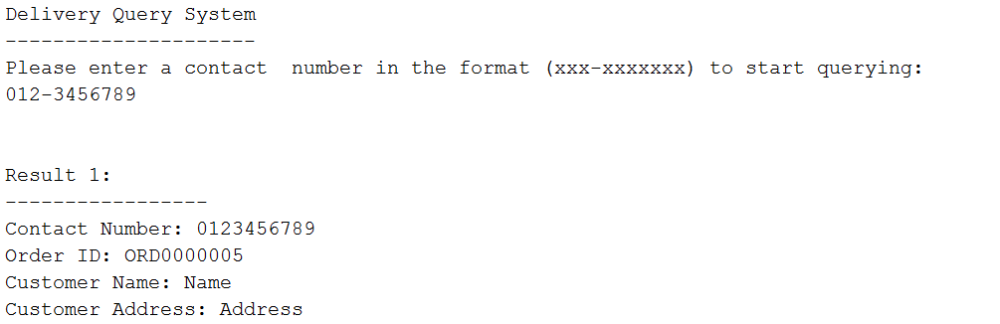 Delivery Query System
---------------------
Please enter a contact  number in the format (xxx-xxxxxxx) to start querying:
012-3456789
Result 1:
-----------------
Contact Number: 0123456789
Order ID: ORD0000005
Customer Name: Name
Customer Address: Address